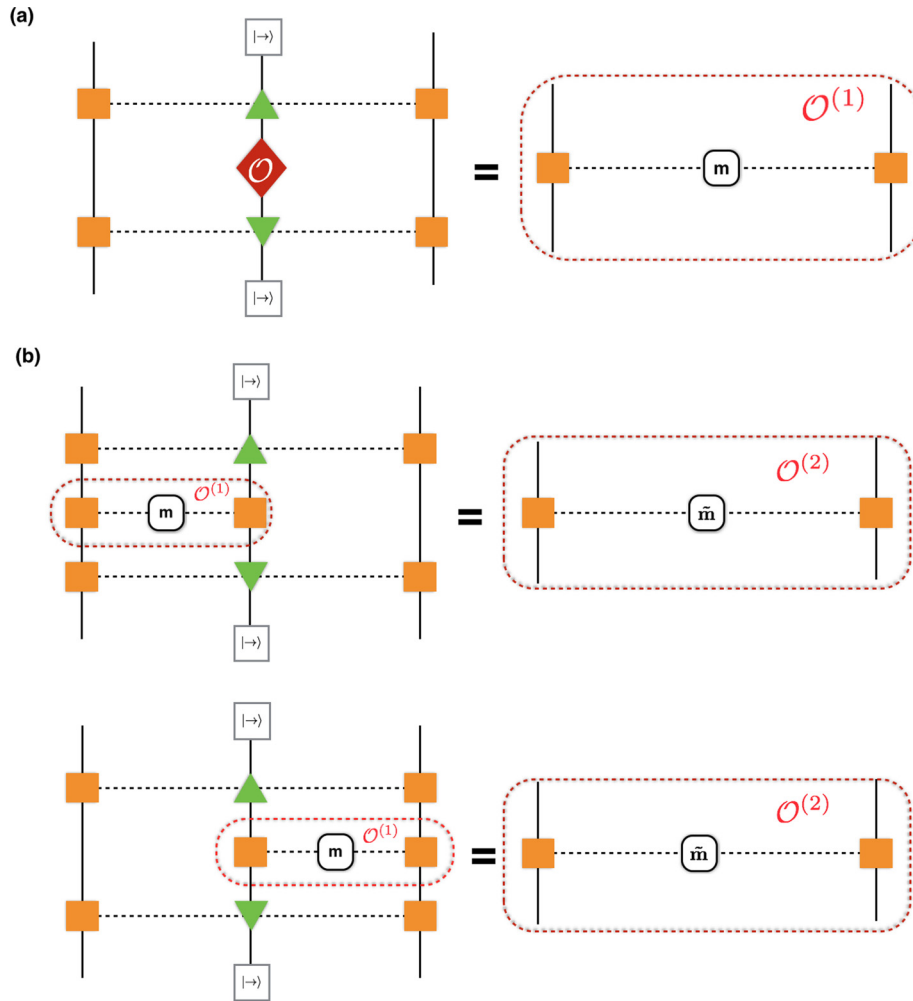 (a)
|→⟩
𝒪
=
m
𝒪(1)
|→⟩
(b)
|→⟩
m
𝒪(1)
=
m̃
𝒪(2)
|→⟩
|→⟩
m
𝒪(1)
=
m̃
𝒪(2)
|→⟩